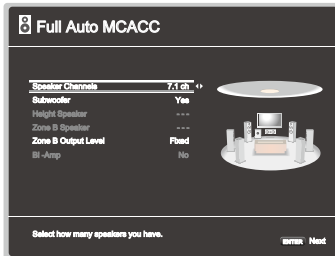 Full Auto MCACC
Speaker Channels 7.1 ch
Subwoofer Yes
Height Speaker ---
Zone B Speaker ---
Zone B Output Level Fixed
Bi -Amp No
Select how many speakers you have.
ENTER Next